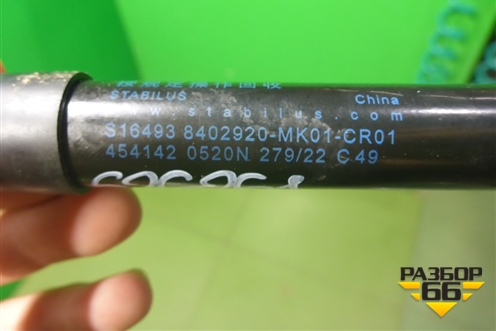 STABILUS China
www.stabilus.com
S16493 8402920-MK01-CR01
454142 0520N 279/22 C49
РАЗБОР
66